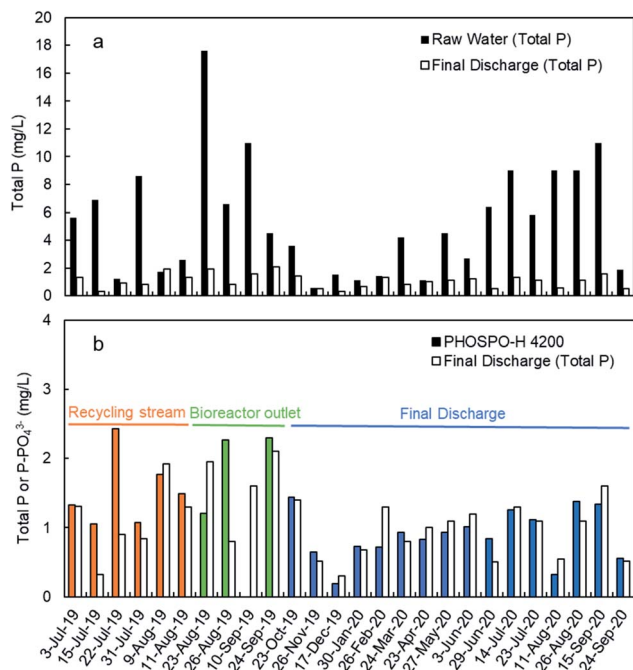 20
18
16
14
12
10
8
6
4
2
0
Total P (mg/L)
a
Raw Water (Total P)
Final Discharge (Total P)
4
3
2
1
0
Total P or P-PO₄³⁻ (mg/L)
b
PHOSPO-H 4200
Final Discharge (Total P)
Recycling stream
Bioreactor outlet
Final Discharge
3-Jul-19
15-Jul-19
22-Jul-19
31-Jul-19
9-Aug-19
11-Aug-19
23-Aug-19
26-Aug-19
10-Sep-19
24-Sep-19
23-Oct-19
26-Nov-19
17-Dec-19
30-Jan-20
26-Feb-20
24-Mar-20
23-Apr-20
27-May-20
3-Jun-20
29-Jun-20
14-Jul-20
23-Jul-20
11-Aug-20
18-Aug-20
15-Sep-20
24-Sep-20